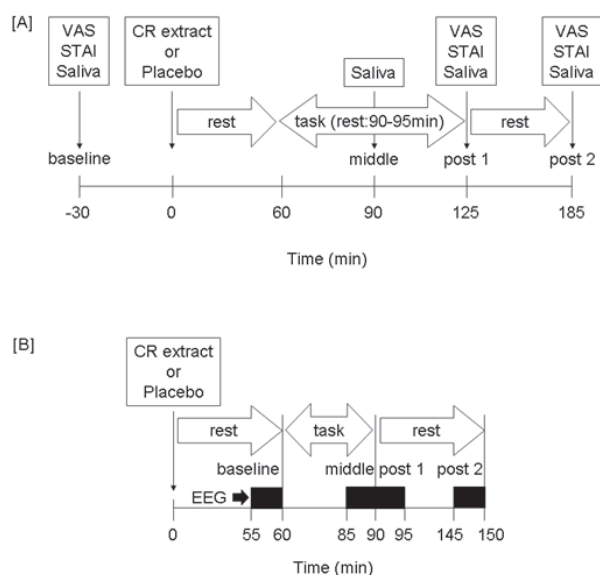 [A]
VAS
STAI
Saliva
CR extract
or
Placebo
Saliva
VAS
STAI
Saliva
VAS
STAI
Saliva
rest
task (rest:90-95min)
rest
baseline
middle
post 1
post 2
-30
0
60
90
125
185
Time (min)
[B]
CR extract
or
Placebo
rest
task
rest
baseline
middle
post 1
post 2
EEG
0
55
60
85
90
95
145
150
Time (min)